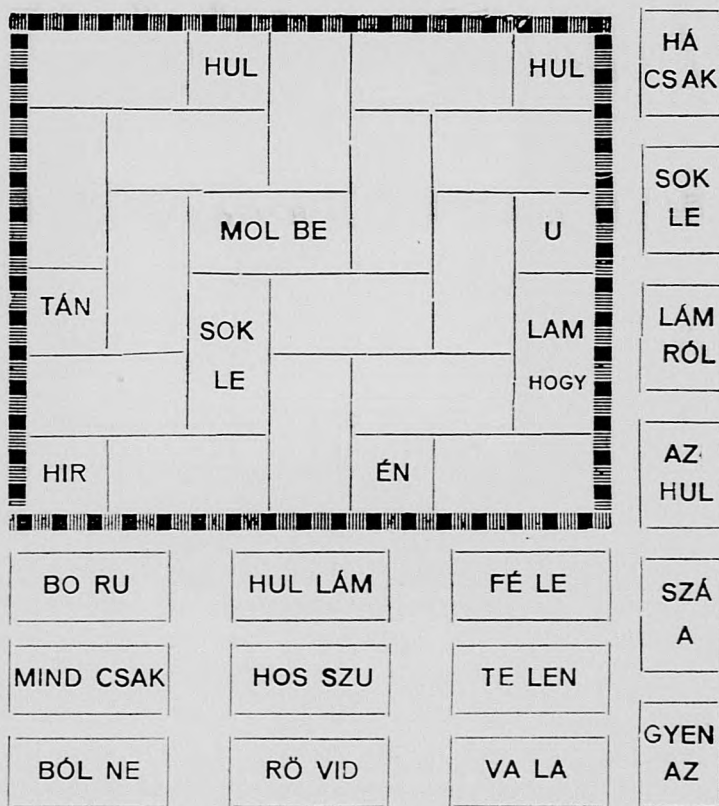 HUL HUL
MOL BE U
TÁN
SOK
LE
LAM
HOGY
HIR ÉN
HÁ
CSAK
SOK
LE
LÁM
RÓL
AZ
HUL
SZÁ
A
GYEN
AZ
BO RU HUL LÁM FÉ LE
MIND CSAK HOS SZU TE LEN
BÓL NE RÖ VID VA LA